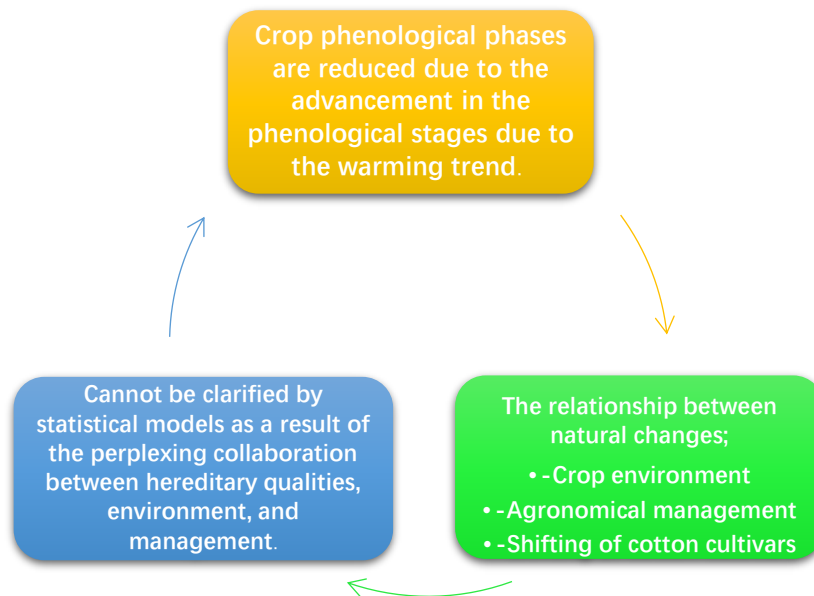 Crop phenological phases
are reduced due to the
advancement in the
phenological stages due to
the warming trend.
The relationship between
natural changes;
• -Crop environment
• -Agronomical management
• -Shifting of cotton cultivars
Cannot be clarified by
statistical models as a result of
the perplexing collaboration
between hereditary qualities,
environment, and
management.